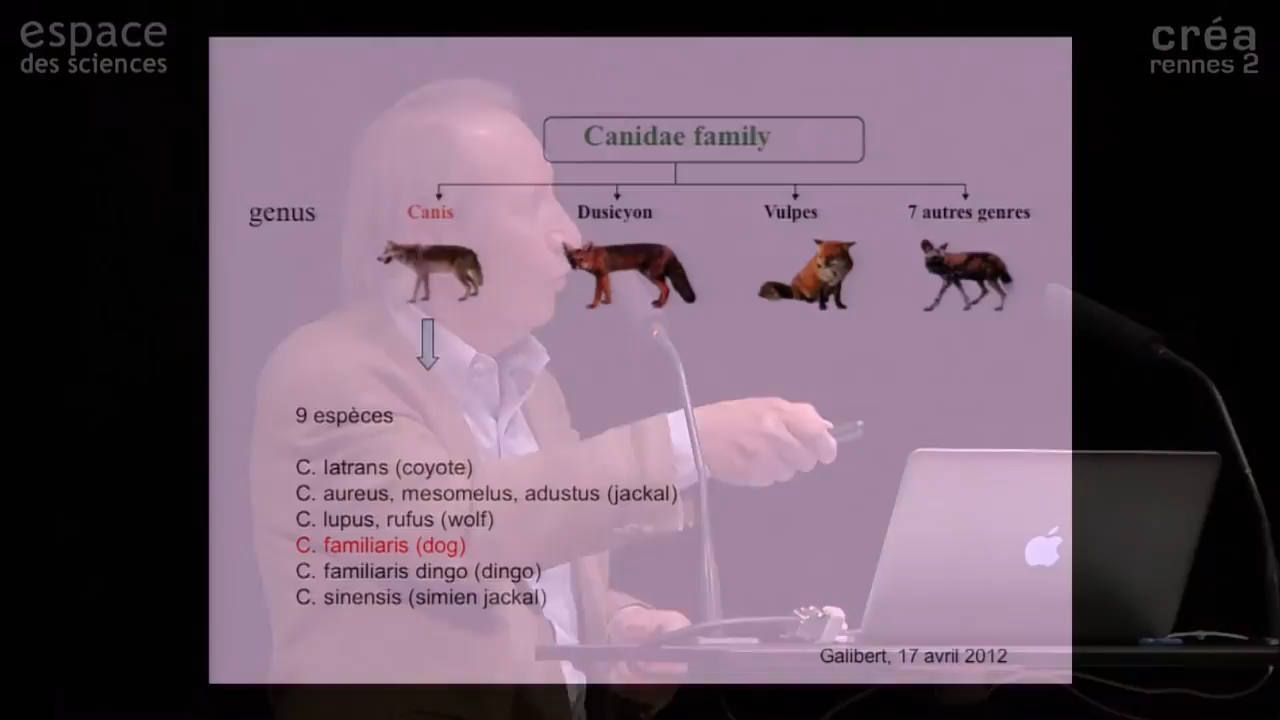 espace
des sciences
créa
rennes 2
Canidae family
genus
Canis
Dusicyon
Vulpes
7 autres genres
9 espèces
C. latrans (coyote)
C. aureus, mesomelus, adustus (jackal)
C. lupus, rufus (wolf)
C. familiaris (dog)
C. familiaris dingo (dingo)
C. sinensis (simien jackal)
Galibert, 17 avril 2012